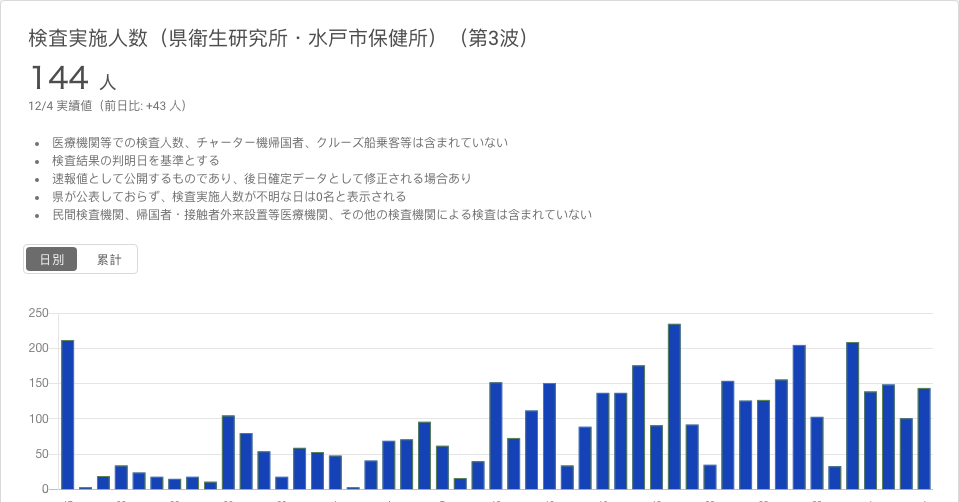 検査実施人数（県衛生研究所・水戸市保健所）（第3波）
144 人
12/4 実績値（前日比: +43 人）
• 医療機関等での検査人数、チャーター機帰国者、クルーズ船乗客等は含まれていない
• 検査結果の判明日を基準とする
• 速報値として公開するものであり、後日確定データとして修正される場合あり
• 県が公表しておらず、検査実施人数が不明な日は0名と表示される
• 民間検査機関、帰国者・接触者外来設置等医療機関、その他の検査機関による検査は含まれていない
日別 累計
250
200
150
100
50
0